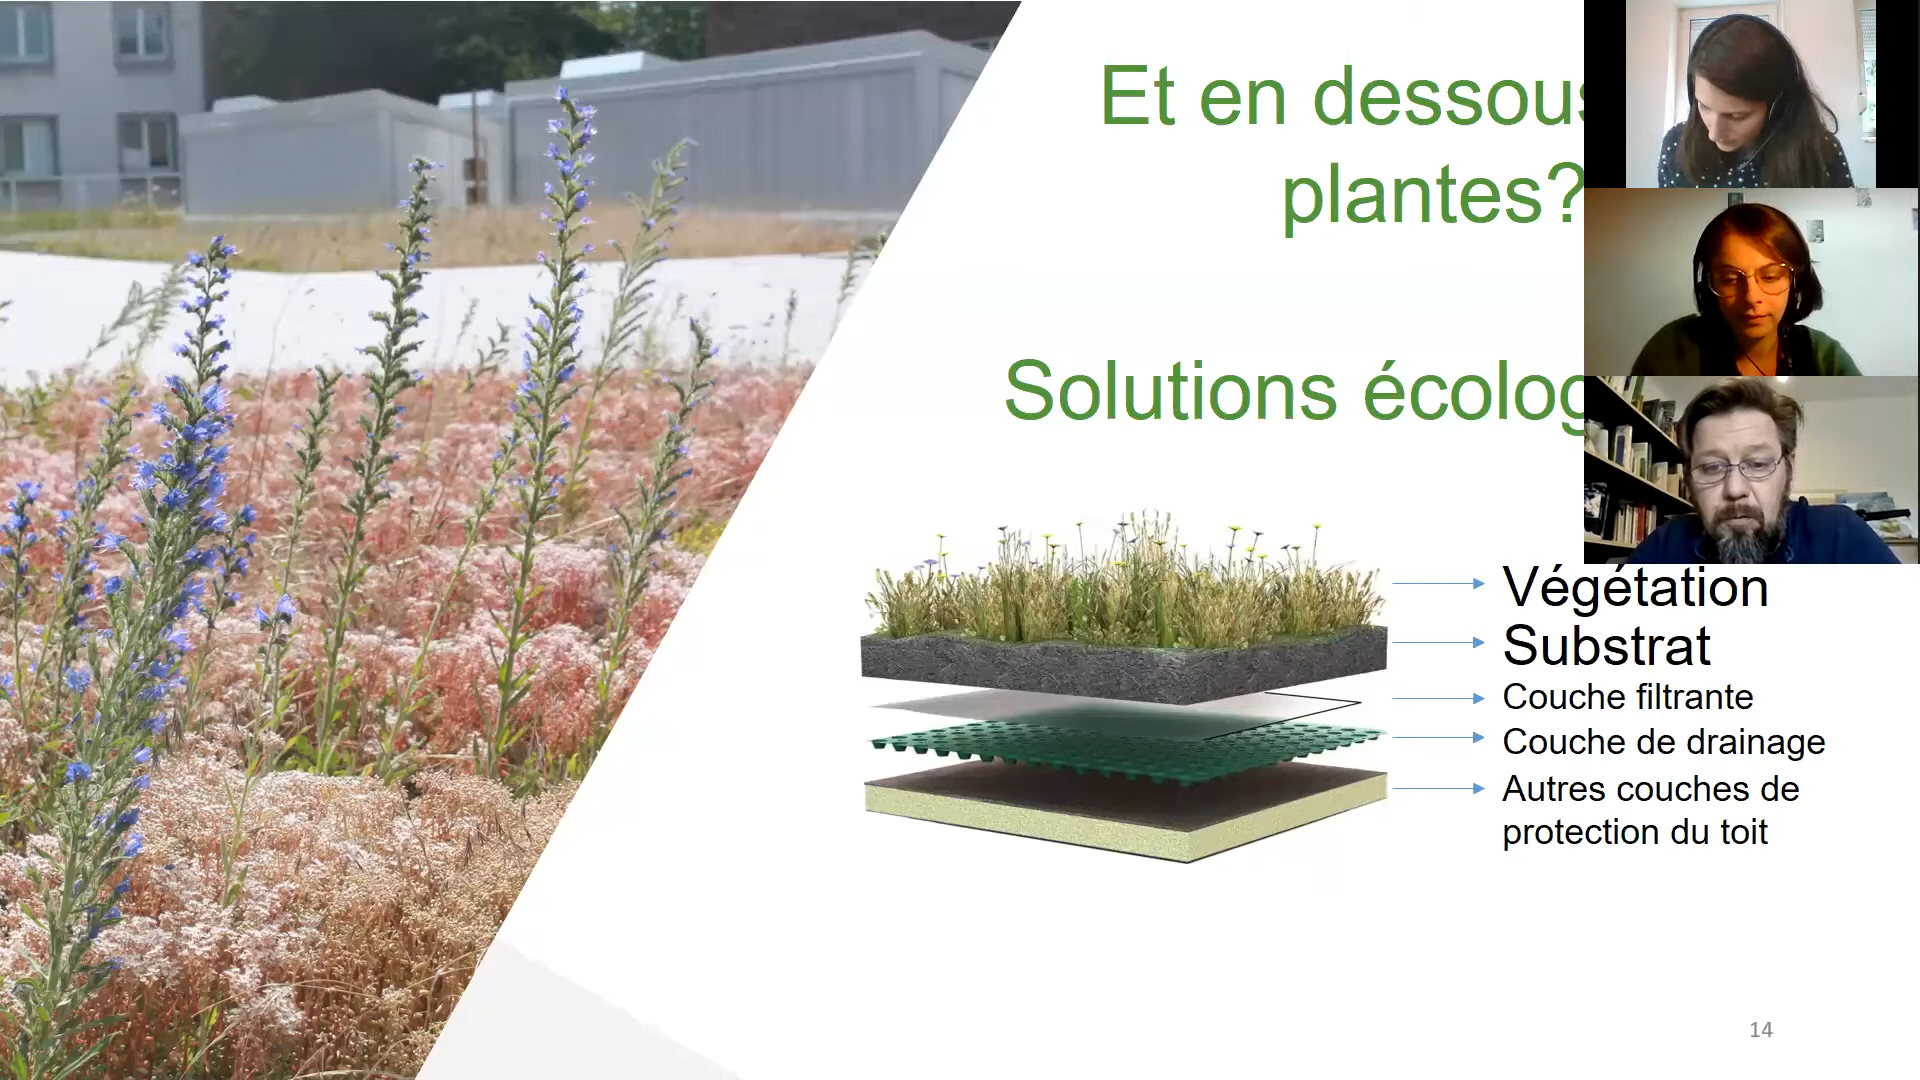 Et en dessous
plantes?
Solutions écolog
Végétation
Substrat
Couche filtrante
Couche de drainage
Autres couches de
protection du toit
14